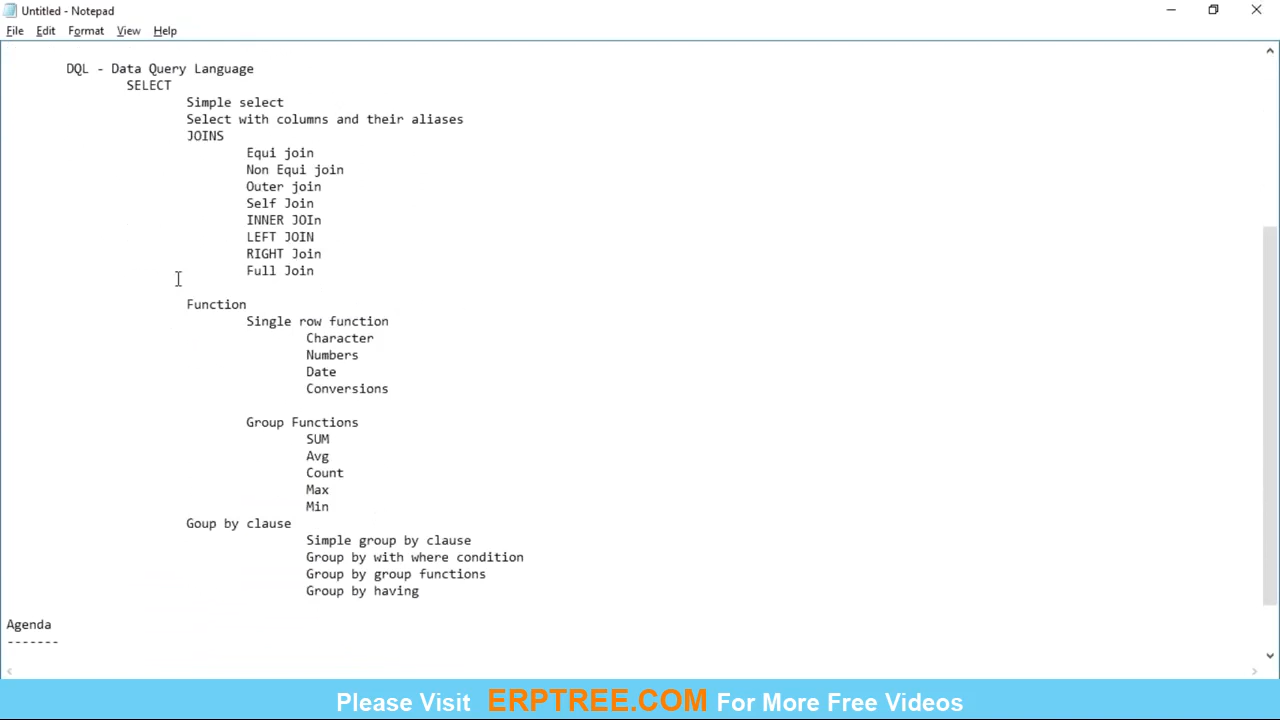 Untitled - Notepad
File Edit Format View Help
DQL - Data Query Language
SELECT
Simple select
Select with columns and their aliases
JOINS
Equi join
Non Equi join
Outer join
Self Join
INNER JOIn
LEFT JOIN
RIGHT Join
Full Join
Function
Single row function
Character
Numbers
Date
Conversions
Group Functions
SUM
Avg
Count
Max
Min
Goup by clause
Simple group by clause
Group by with where condition
Group by group functions
Group by having
Agenda
-------
Please Visit ERPTREE.COM For More Free Videos